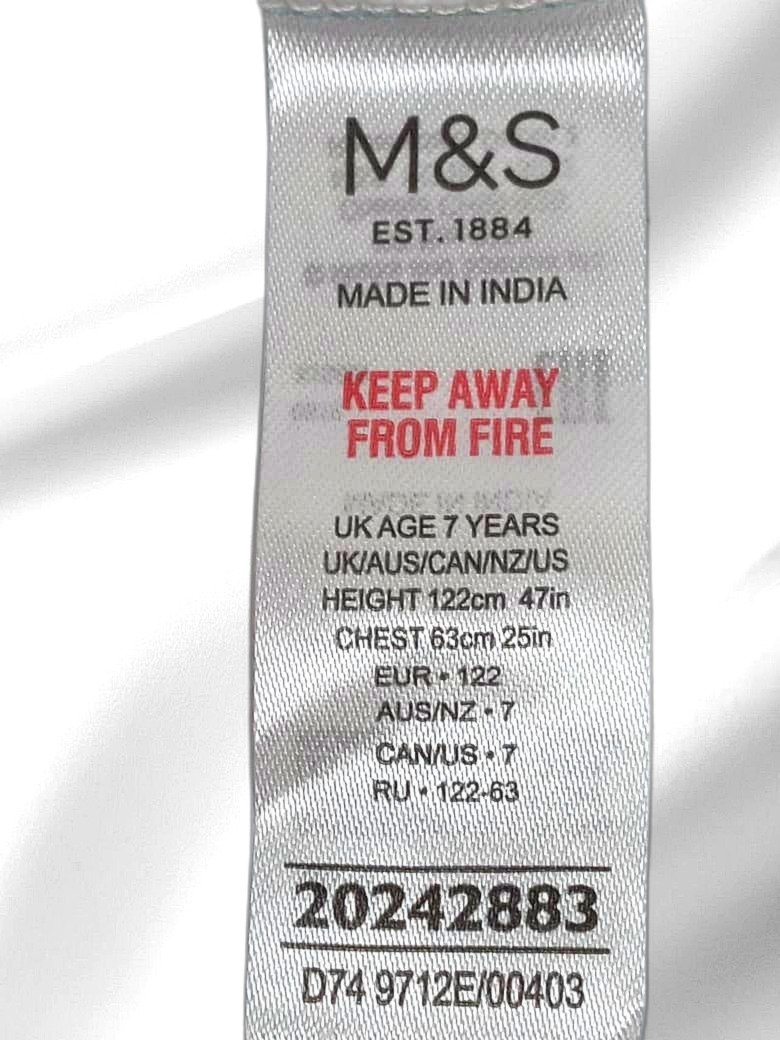 M&S
EST. 1884
MADE IN INDIA
KEEP AWAY
FROM FIRE
UK AGE 7 YEARS
UK/AUS/CAN/NZ/US
HEIGHT 122cm 47in
CHEST 63cm 25in
EUR • 122
AUS/NZ • 7
CAN/US • 7
RU • 122-63
20242883
D74 9712E/00403